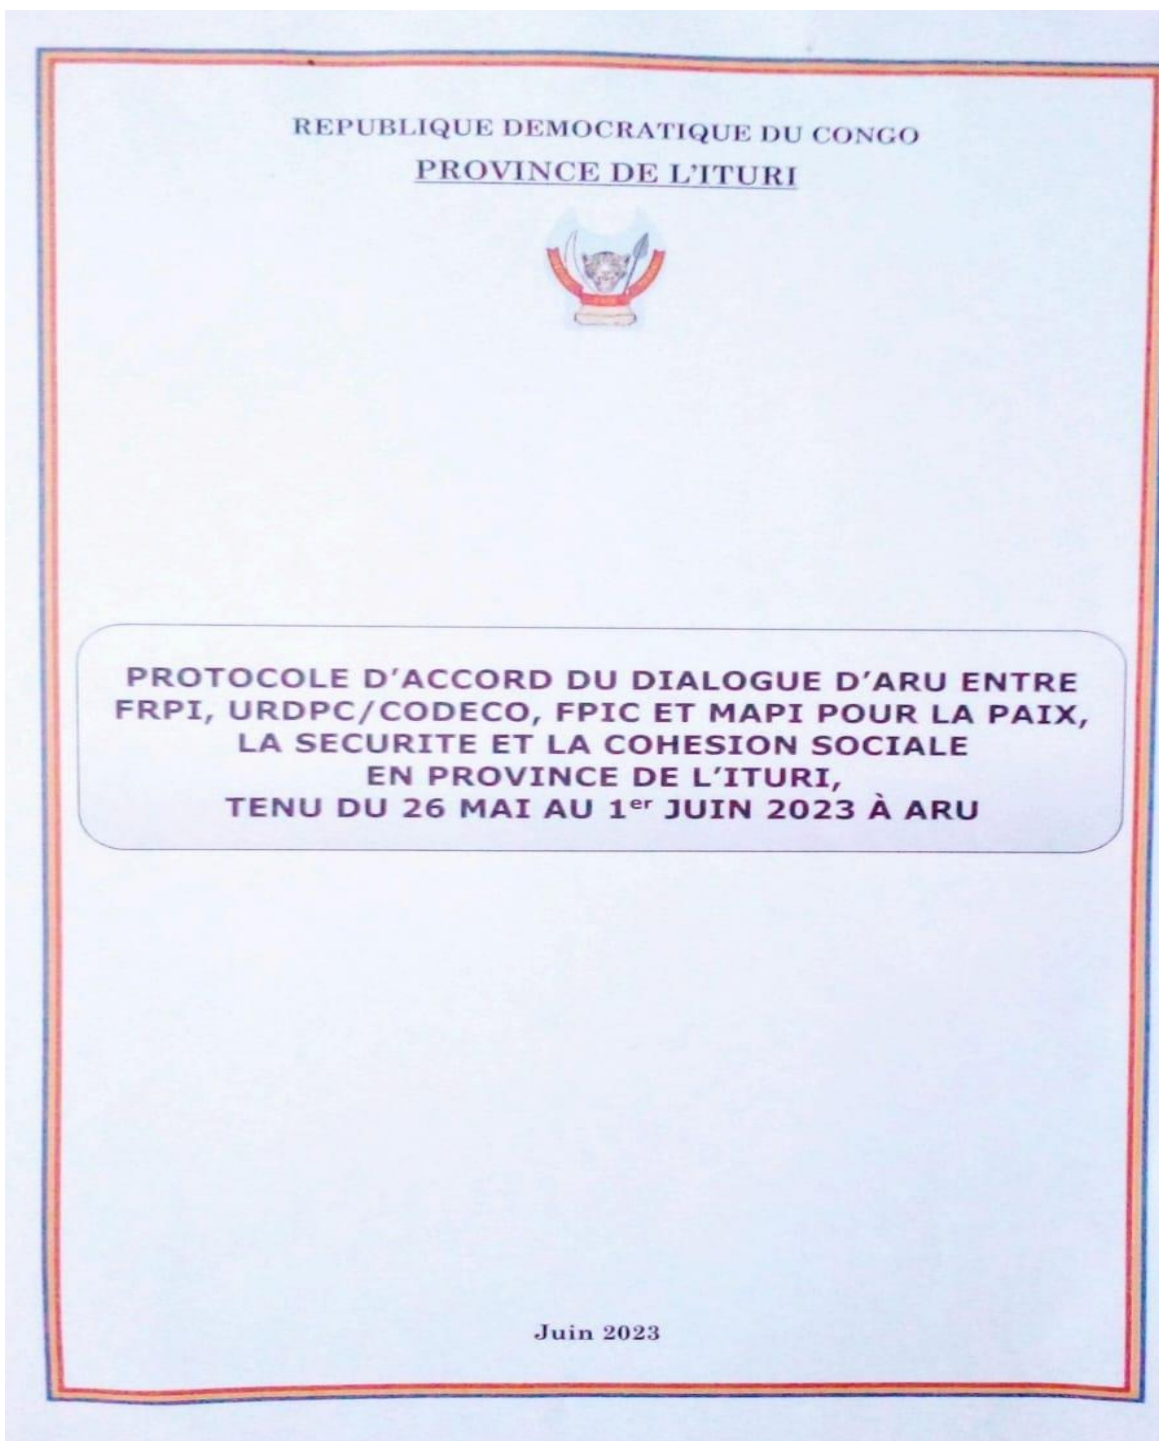 REPUBLIQUE DEMOCRATIQUE DU CONGO
PROVINCE DE L'ITURI
PROTOCOLE D'ACCORD DU DIALOGUE D'ARU ENTRE
FRPI, URDPC/CODECO, FPIC ET MAPI POUR LA PAIX,
LA SECURITE ET LA COHESION SOCIALE
EN PROVINCE DE L'ITURI,
TENU DU 26 MAI AU 1er JUIN 2023 À ARU
Juin 2023